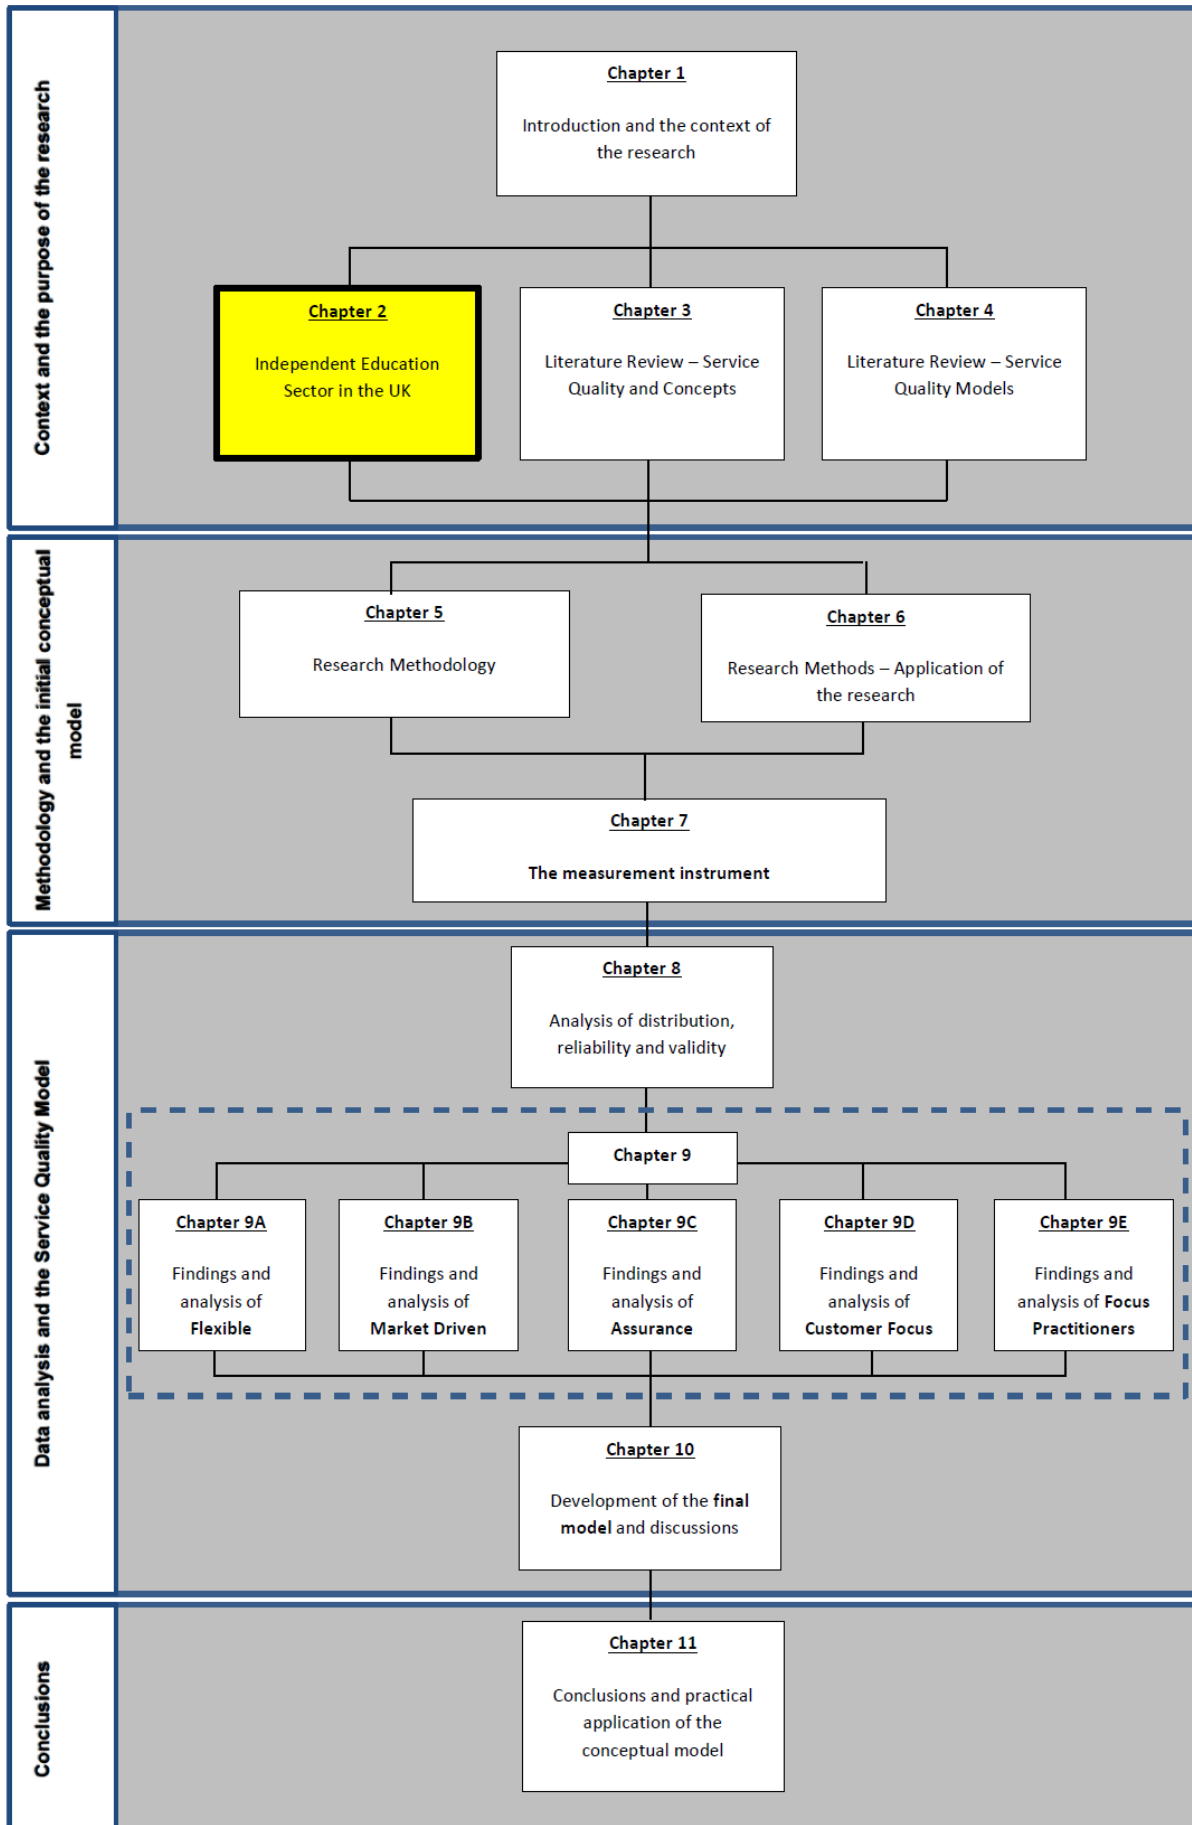 Context and the purpose of the research
Chapter 1
Introduction and the context of
the research
Chapter 2
Independent Education
Sector in the UK
Chapter 3
Literature Review – Service
Quality and Concepts
Chapter 4
Literature Review – Service
Quality Models
Methodology and the initial conceptual
model
Chapter 5
Research Methodology
Chapter 6
Research Methods – Application of
the research
Chapter 7
The measurement instrument
Data analysis and the Service Quality Model
Chapter 8
Analysis of distribution,
reliability and validity
Chapter 9
Chapter 9A
Findings and
analysis of
Flexible
Chapter 9B
Findings and
analysis of
Market Driven
Chapter 9C
Findings and
analysis of
Assurance
Chapter 9D
Findings and
analysis of
Customer Focus
Chapter 9E
Findings and
analysis of Focus
Practitioners
Chapter 10
Development of the final
model and discussions
Conclusions
Chapter 11
Conclusions and practical
application of the
conceptual model